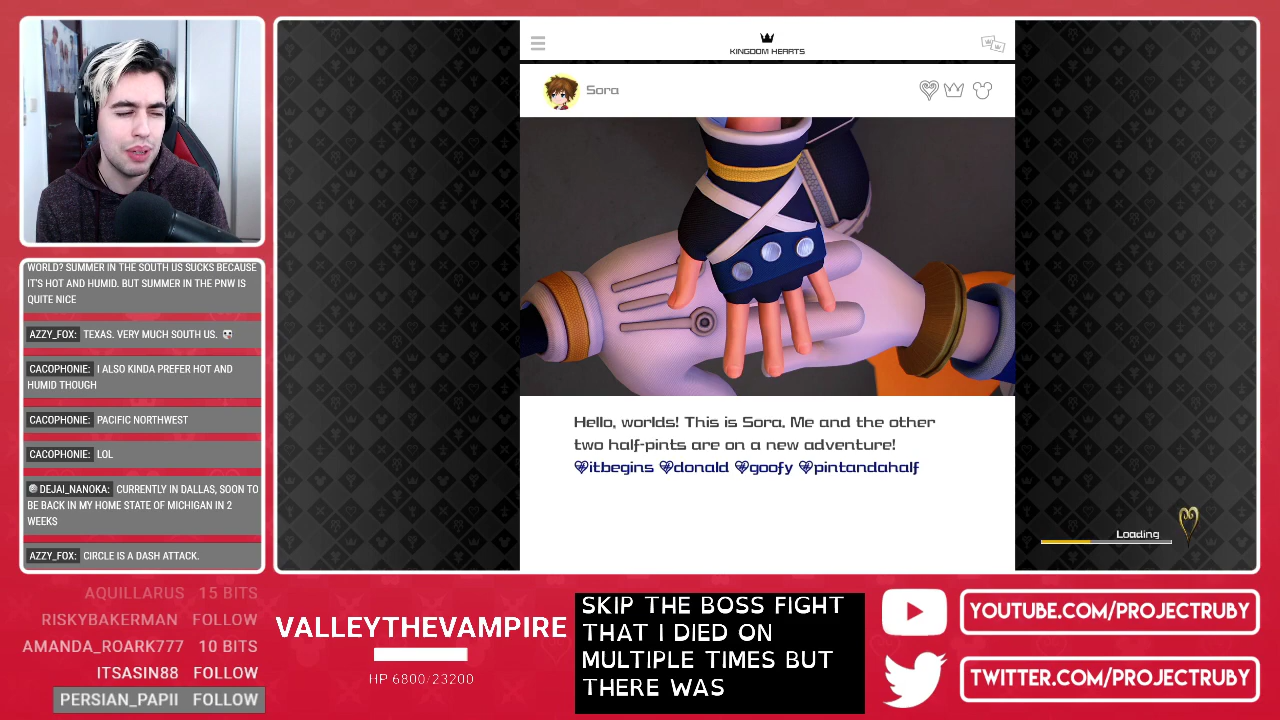 WORLD? SUMMER IN THE SOUTH US SUCKS BECAUSE
IT'S HOT AND HUMID. BUT SUMMER IN THE PNW IS
QUITE NICE
AZZY_FOX: TEXAS. VERY MUCH SOUTH US.
CACOPHONIE: I ALSO KINDA PREFER HOT AND
HUMID THOUGH
CACOPHONIE: PACIFIC NORTHWEST
CACOPHONIE: LOL
DEJAI_NANOKA: CURRENTLY IN DALLAS, SOON TO
BE BACK IN MY HOME STATE OF MICHIGAN IN 2
WEEKS
AZZY_FOX: CIRCLE IS A DASH ATTACK.
AQUILLARUS 15 BITS
RISKYBAKERMAN FOLLOW
AMANDA_ROARK777 10 BITS
ITSASIN88 FOLLOW
PERSIAN_PAPII FOLLOW
KINGDOM HEARTS
Sora
Hello, worlds! This is Sora. Me and the other
two half-pints are on a new adventure!
itbegins donald goofy pintandahalf
Loading
VALLEYTHEVAMPIRE
HP 6800/23200
SKIP THE BOSS FIGHT
THAT I DIED ON
MULTIPLE TIMES BUT
THERE WAS
YOUTUBE.COM/PROJECTRUBY
TWITTER.COM/PROJECTRUBY